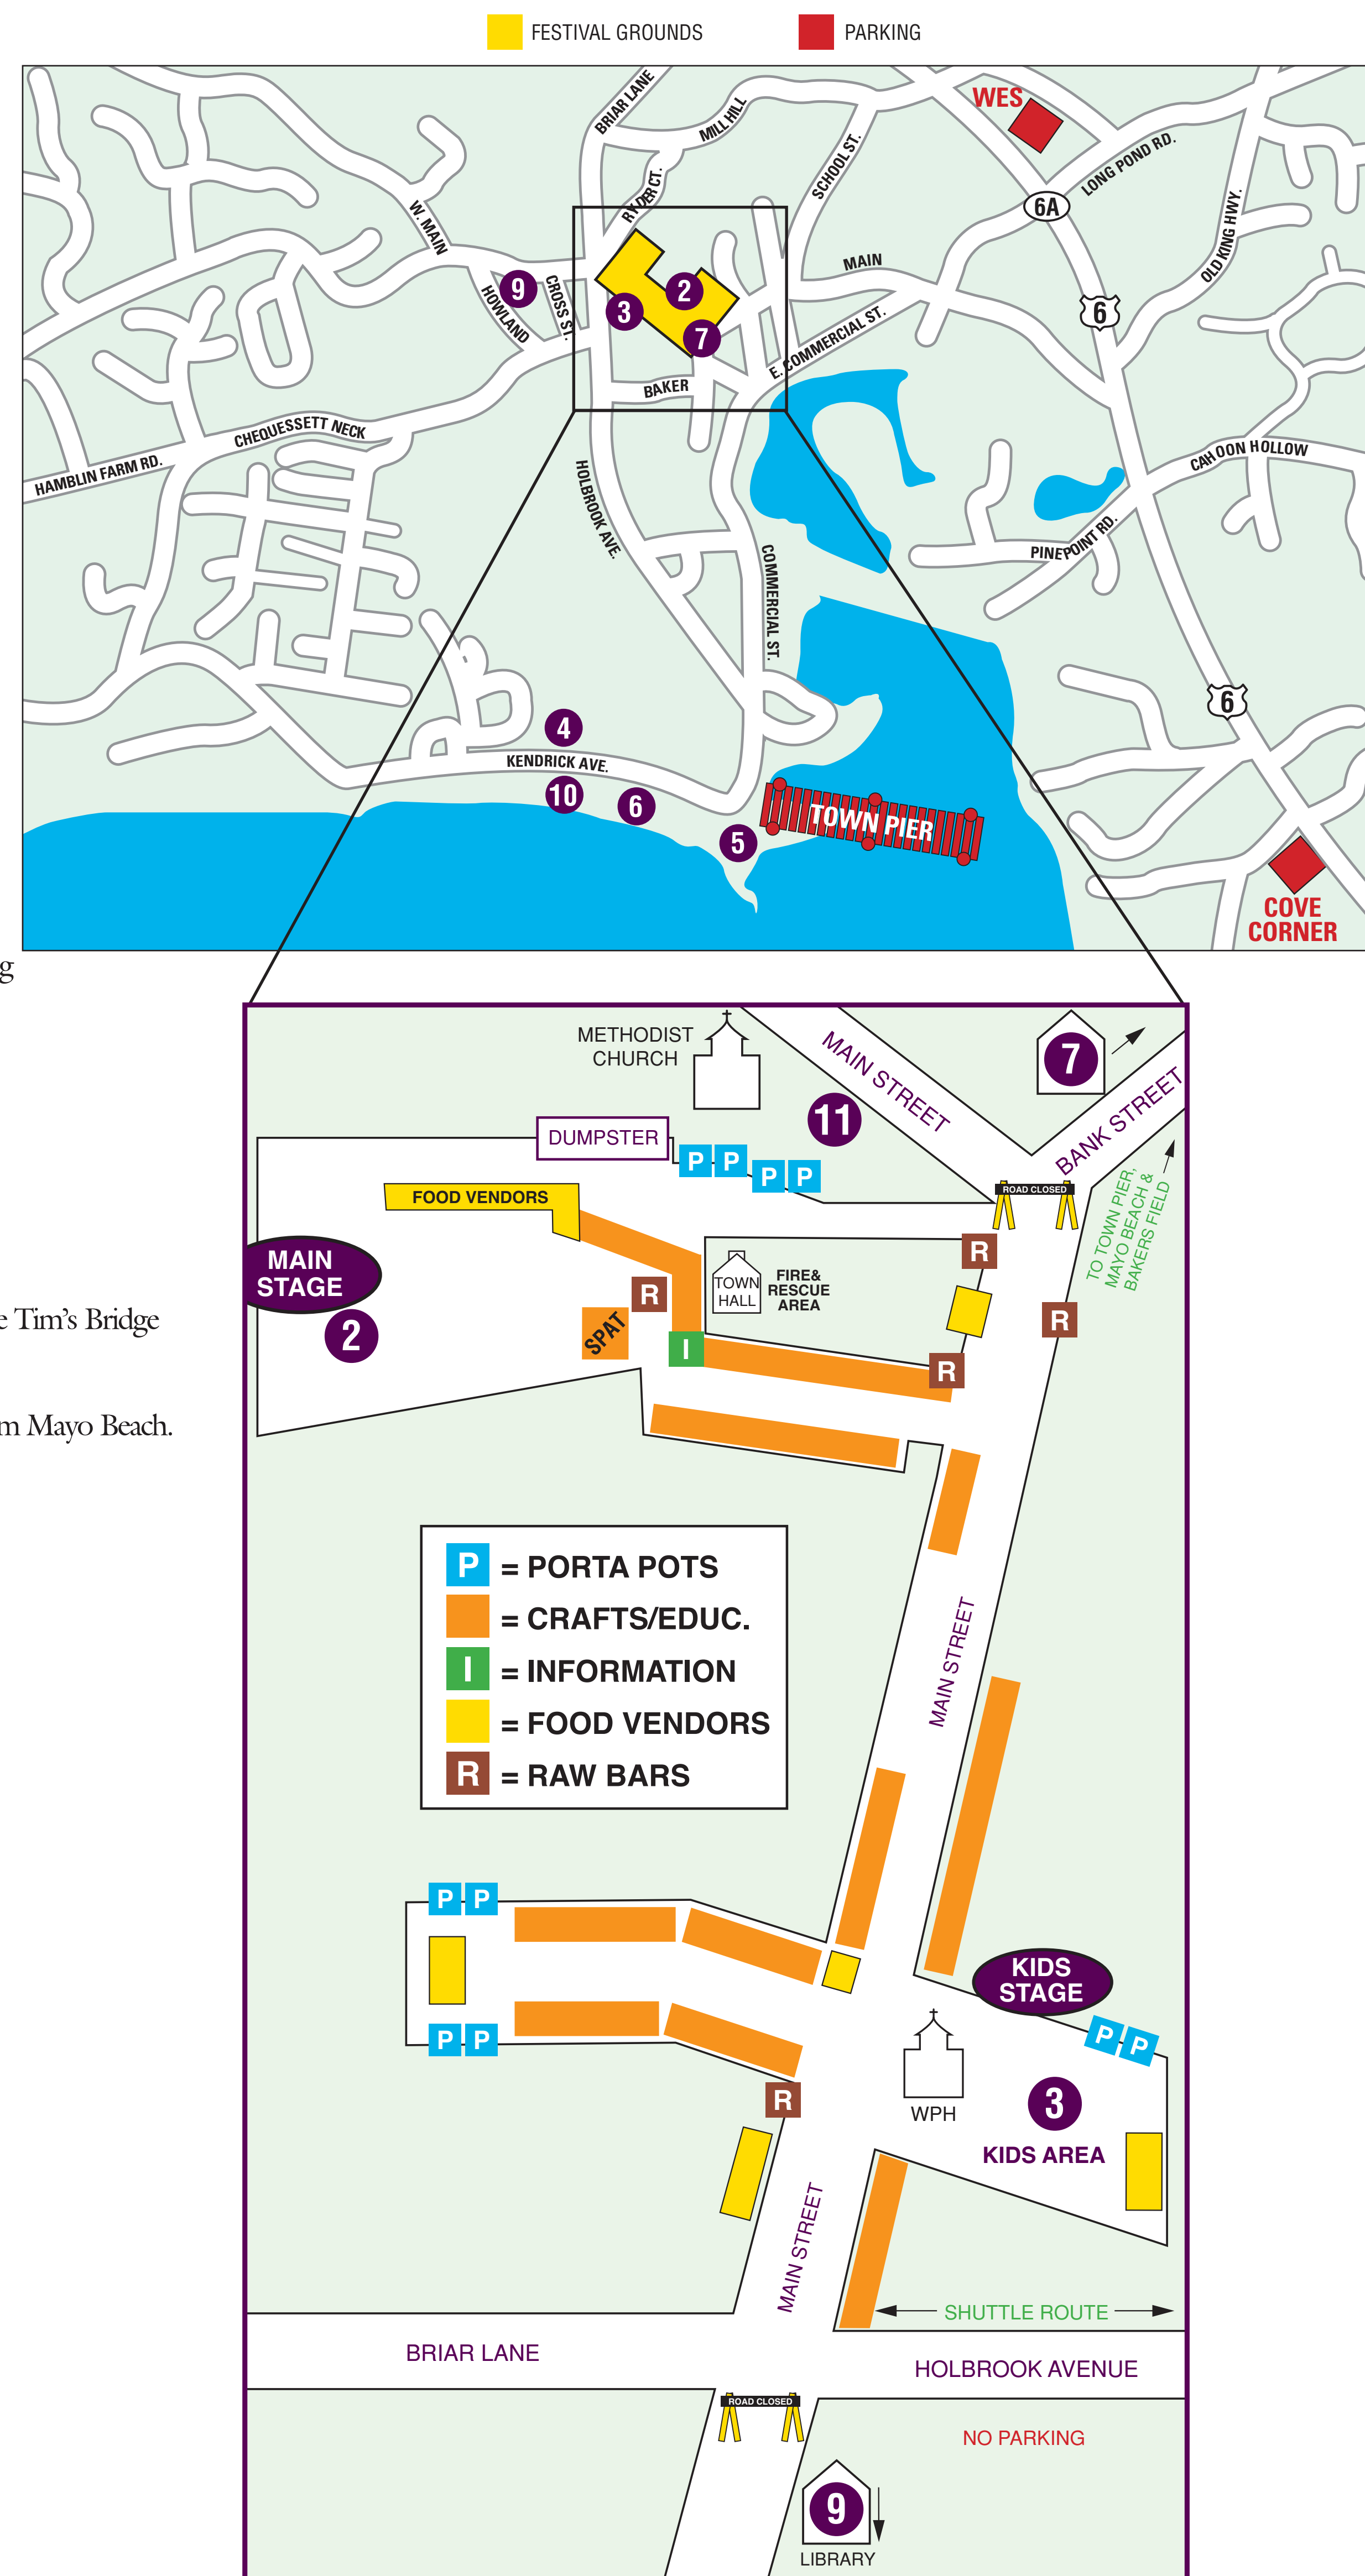 FESTIVAL GROUNDS
PARKING
BRIAR LANE
MILL HILL
RYDER CT.
SCHOOL ST.
WES
LONG POND RD.
6A
OLD KING HWY.
W. MAIN
HOWLAND
9
CROSS ST.
2
3
7
MAIN
6
E. COMMERCIAL ST.
BAKER
CHEQUESSETT NECK
HAMBLIN FARM RD.
HOLBROOK AVE.
COMMERCIAL ST.
CAHOON HOLLOW
PINEPOINT RD.
6
4
KENDRICK AVE.
10
6
5
TOWN PIER
COVE
CORNER
g
e Tim's Bridge
m Mayo Beach.
METHODIST
CHURCH
MAIN STREET
7
11
BANK STREET
DUMPSTER
P P P P
FOOD VENDORS
ROAD CLOSED
TO TOWN PIER,
MAYO BEACH &
BAKERS FIELD
MAIN
STAGE
2
R
SPAT
I
TOWN
HALL
FIRE&
RESCUE
AREA
R
R
R
P = PORTA POTS
= CRAFTS/EDUC.
I = INFORMATION
= FOOD VENDORS
R = RAW BARS
MAIN STREET
P P
P P
KIDS
STAGE
P P
R
WPH
3
KIDS AREA
MAIN STREET
SHUTTLE ROUTE
BRIAR LANE
HOLBROOK AVENUE
ROAD CLOSED
NO PARKING
9
LIBRARY